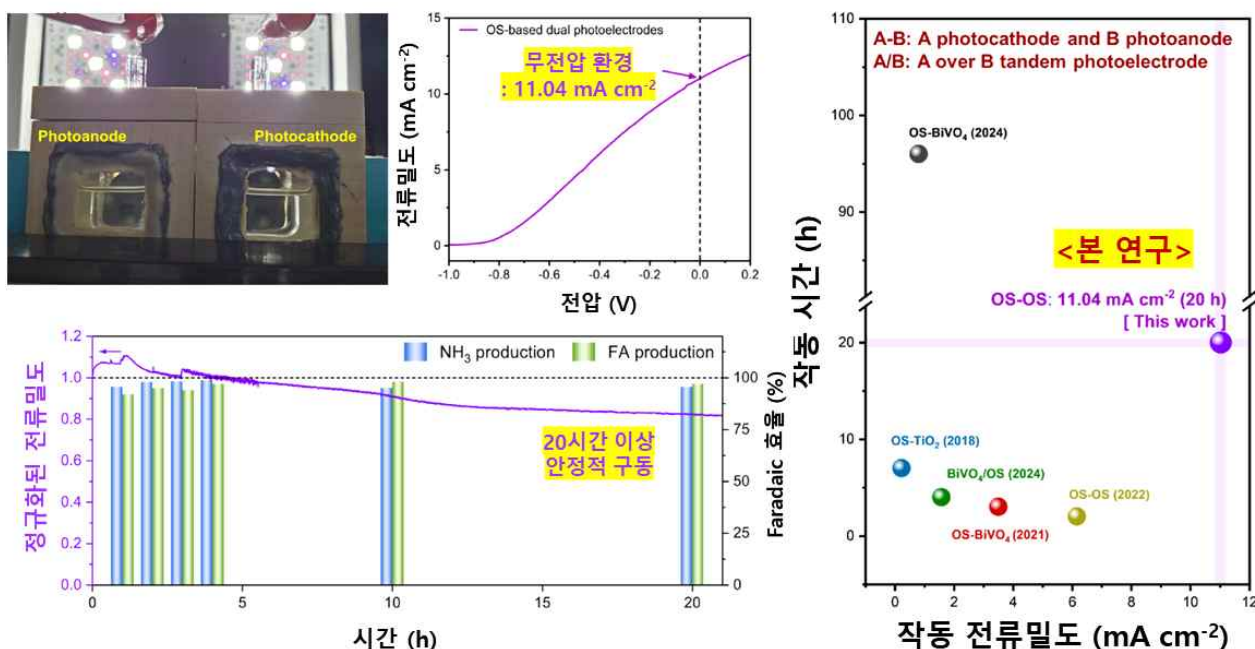 Photoanode
Photocathode
15
10
5
0
전류밀도 (mA cm⁻²)
OS-based dual photoelectrodes
무전압 환경
: 11.04 mA cm⁻²
-1.0 -0.8 -0.6 -0.4 -0.2 0.0 0.2
전압 (V)
1.2
1.0
0.8
0.6
0.4
0.2
0.0
정규화된 전류밀도
NH₃ production FA production
20시간 이상
안정적 구동
100
75
50
25
0
Faradaic 효율 (%)
0 5 10 15 20
시간 (h)
110
100
90
20
10
0
작동 시간 (h)
A-B: A photocathode and B photoanode
A/B: A over B tandem photoelectrode
OS-BiVO₄ (2024)
<본 연구>
OS-OS: 11.04 mA cm⁻² (20 h)
[ This work ]
OS-TiO₂ (2018)
BiVO₄/OS (2024)
OS-OS (2022)
OS-BiVO₄ (2021)
0 2 4 6 8 10 12
작동 전류밀도 (mA cm⁻²)